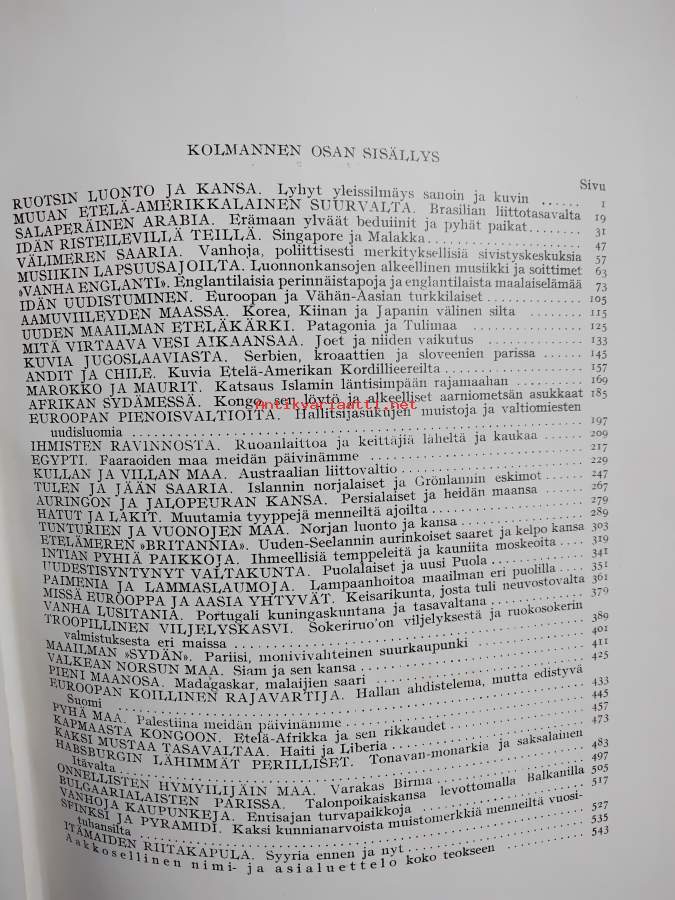 KOLMANNEN OSAN SISÄLLYS
Sivu
RUOTSIN LUONTO JA KANSA. Lyhyt yleissilmäys sanoin ja kuvin ...... 1
MUUAN ETELÄ-AMERIKKALAINEN SUURVALTA. Brasilian liittotasavalta 19
SALAPERÄINEN ARABIA. Erämaan ylväät beduiinit ja pyhät paikat........ 31
IDÄN RISTEILEVILLÄ TEILLÄ. Singapore ja Malakka .......... 47
VÄLIMEREN SAARIA. Vanhoja, poliittisesti merkityksellisiä sivistyskeskuksia 57
MUSIIKIN LAPSUUSAJOILTA. Luonnonkansojen alkeellinen musiikki ja soittimet 63
»VANHA ENGLANTI». Englantilaisia perinnäistapoja ja englantilaista maalaiselämää 73
IDÄN UUDISTUMINEN. Euroopan ja Vähän-Aasian turkkilaiset ............ 105
AAMUVIILEYDEN MAASSA. Korea, Kiinan ja Japanin välinen silta ...... 115
UUDEN MAAILMAN ETELÄKÄRKI. Patagonia ja Tulimaa .......... 125
MITÄ VIRTAAVA VESI AIKAANSAA. Joet ja niiden vaikutus .......... 133
KUVIA JUGOSLAAVIASTA. Serbien, kroaattien ja sloveenien parissa ...... 145
ANDIT JA CHILE. Kuvia Etelä-Amerikan Kordillieereilta .......... 157
MAROKKO JA MAURIT. Katsaus Islamin läntisimpään rajamaahan ...... 169
AFRIKAN SYDÄMESSÄ. Kongo, sen löytö ja alkeelliset aarniometsän asukkaat 185
EUROOPAN PIENOISVALTIOITA. Hallitsijasukujen muistoja ja valtiomiesten
uudisluomia .......... 197
IHMISTEN RAVINNOSTA. Ruoanlaittoa ja keittäjiä läheltä ja kaukaa ...... 209
EGYPTI. Faaraoiden maa meidän päivinämme .......... 217
KULLAN JA VILLAN MAA. Australian liittovaltio .......... 229
TULEN JA JÄÄN SAARIA. Islannin norjalaiset ja Grönlannin eskimot ...... 247
AURINGON JA JALOPEURAN KANSA. Persialaiset ja heidän maansa ...... 267
HATUT JA LAKIT. Muutamia tyyppejä menneiltä ajoilta .......... 279
TUNTURIEN JA VUONOJEN MAA. Norjan luonto ja kansa .......... 289
ETELÄMEREN »BRITANNIA». Uuden-Seelannin aurinkoiset saaret ja kelpo kansa 303
INTIAN PYHIÄ PAIKKOJA. Ihmeellisiä temppeleitä ja kauniita moskeoita .... 319
UUDESTISYNTYNYT VALTAKUNTA. Puolalaiset ja uusi Puola .......... 341
PAIMENIA JA LAMMASLAUMOJA. Lampaanhoitoa maailman eri puolilla .... 351
MISSÄ EUROOPPA JA AASIA YHTYVÄT. Keisarikunta, josta tuli neuvostovalta 361
VANHA LUSITANIA. Portugali kuningaskuntana ja tasavaltana .......... 379
TROOPILLINEN VILJELYSKASVI. Sokeriruo'on viljelyksestä ja ruokosokerin
valmistuksesta eri maissa .......... 389
MAAILMAN »SYDÄN». Pariisi, monivivahteinen suurkaupunki .......... 401
VALKEAN NORSUN MAA. Siam ja sen kansa .......... 411
PIENI MAANOSA. Madagaskar, malaijien saari .......... 425
EUROOPAN KOILLINEN RAJAVARTIJA. Hallan ahdistelema, mutta edistyvä
Suomi .......... 433
PYHÄ MAA. Palestiina meidän päivinämme .......... 445
KAPMAASTA KONGOON. Etelä-Afrikka ja sen rikkaudet .......... 457
KAKSI MUSTAA TASAVALTAA. Haiti ja Liberia .......... 473
HABSBURGIN LÄHIMMÄT PERILLISET. Tonavan-monarkia ja saksalainen
Itävalta .......... 483
ONNELLISTEN HYMYILIJÄIN MAA. Varakas Birma .......... 497
BULGAARIALAISTEN PARISSA. Talonpoikaiskansa levottomalla Balkanilla 505
VANHOJA KAUPUNKEJA. Entisajan turvapaikkoja .......... 517
SFINKSI JA PYRAMIDI. Kaksi kunnianarvoista muistomerkkiä menneiltä vuosi-
tuhansilta .......... 527
ITÄMAIDEN RIITAKAPULA. Syyria ennen ja nyt .......... 535
Aakkosellinen nimi- ja asialuettelo koko teokseen .......... 543
antikvariaatti.net